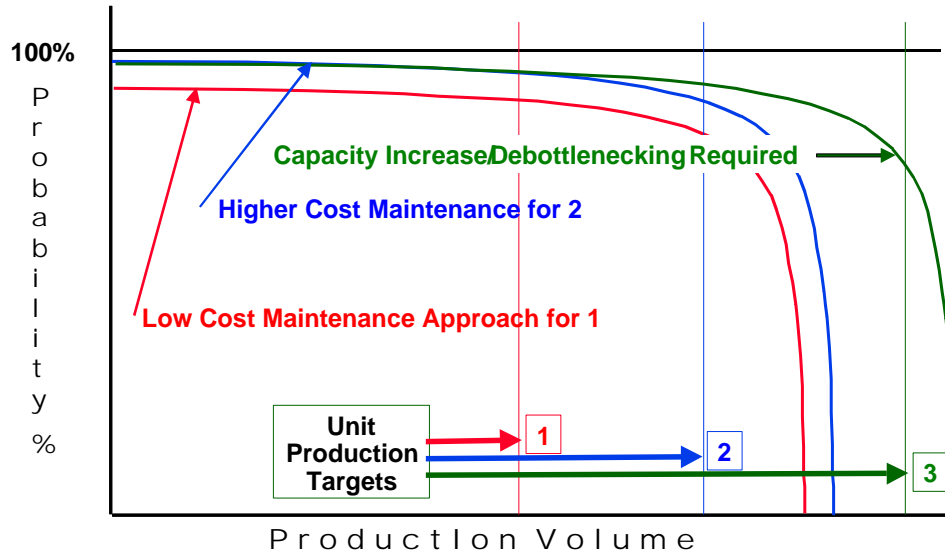 100%
Probability %
Capacity Increase/Debottlenecking Required
Higher Cost Maintenance for 2
Low Cost Maintenance Approach for 1
Unit
Production
Targets
1
2
3
ProductIon Volume